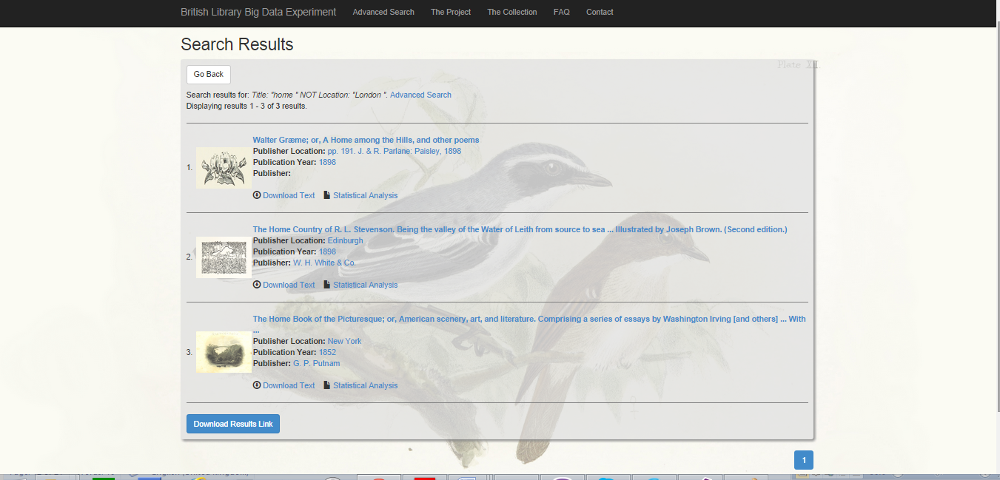 British Library Big Data Experiment Advanced Search The Project The Collection FAQ Contact
Search Results
Plate XII.
Go Back
Search results for: Title: "home " NOT Location: "London ". Advanced Search
Displaying results 1 - 3 of 3 results.
1.
Walter Græme; or, A Home among the Hills, and other poems
Publisher Location: pp. 191. J. & R. Parlane: Paisley, 1898
Publication Year: 1898
Publisher:
Download Text Statistical Analysis
2.
The Home Country of R. L. Stevenson. Being the valley of the Water of Leith from source to sea ... Illustrated by Joseph Brown. (Second edition.)
Publisher Location: Edinburgh
Publication Year: 1898
Publisher: W. H. White & Co.
Download Text Statistical Analysis
3.
The Home Book of the Picturesque; or, American scenery, art, and literature. Comprising a series of essays by Washington Irving [and others] ... With
...
Publisher Location: New York
Publication Year: 1852
Publisher: G. P. Putnam
Download Text Statistical Analysis
Download Results Link
1